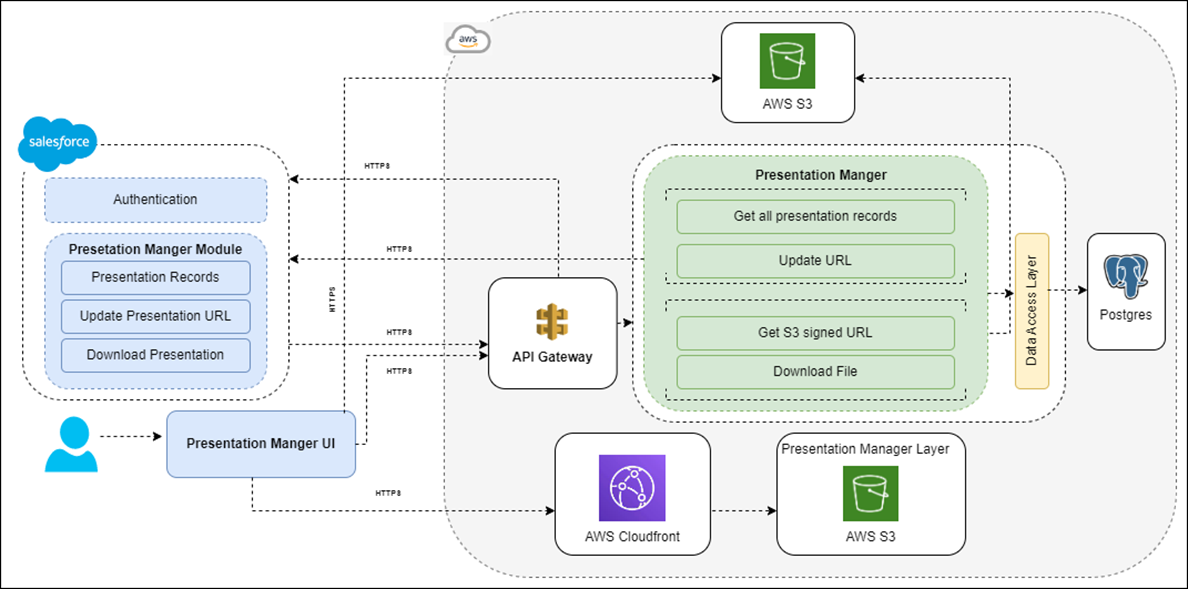 aws
AWS S3
salesforce
HTTPS
Authentication
Presentation Manger
Get all presentation records
Update URL
Presetation Manger Module
Presentation Records
Update Presentation URL
Download Presentation
HTTPS
HTTPS
HTTPS
HTTPS
API Gateway
Get S3 signed URL
Download File
Data Access Layer
Postgres
Presentation Manger UI
HTTPS
AWS Cloudfront
Presentation Manager Layer
AWS S3